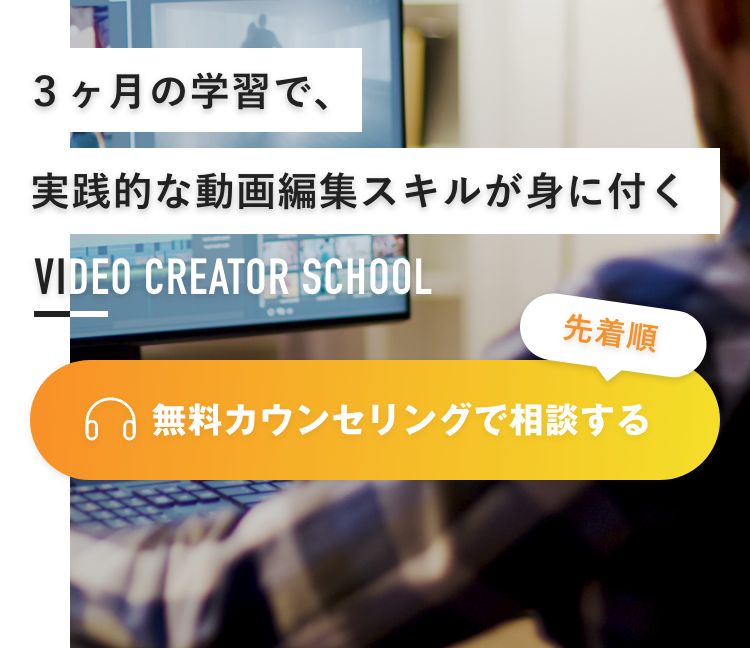 3ヶ月の学習で、
実践的な動画編集スキルが身に付く
VIDEO CREATOR SCHOOL
先着順
無料カウンセリングで相談する